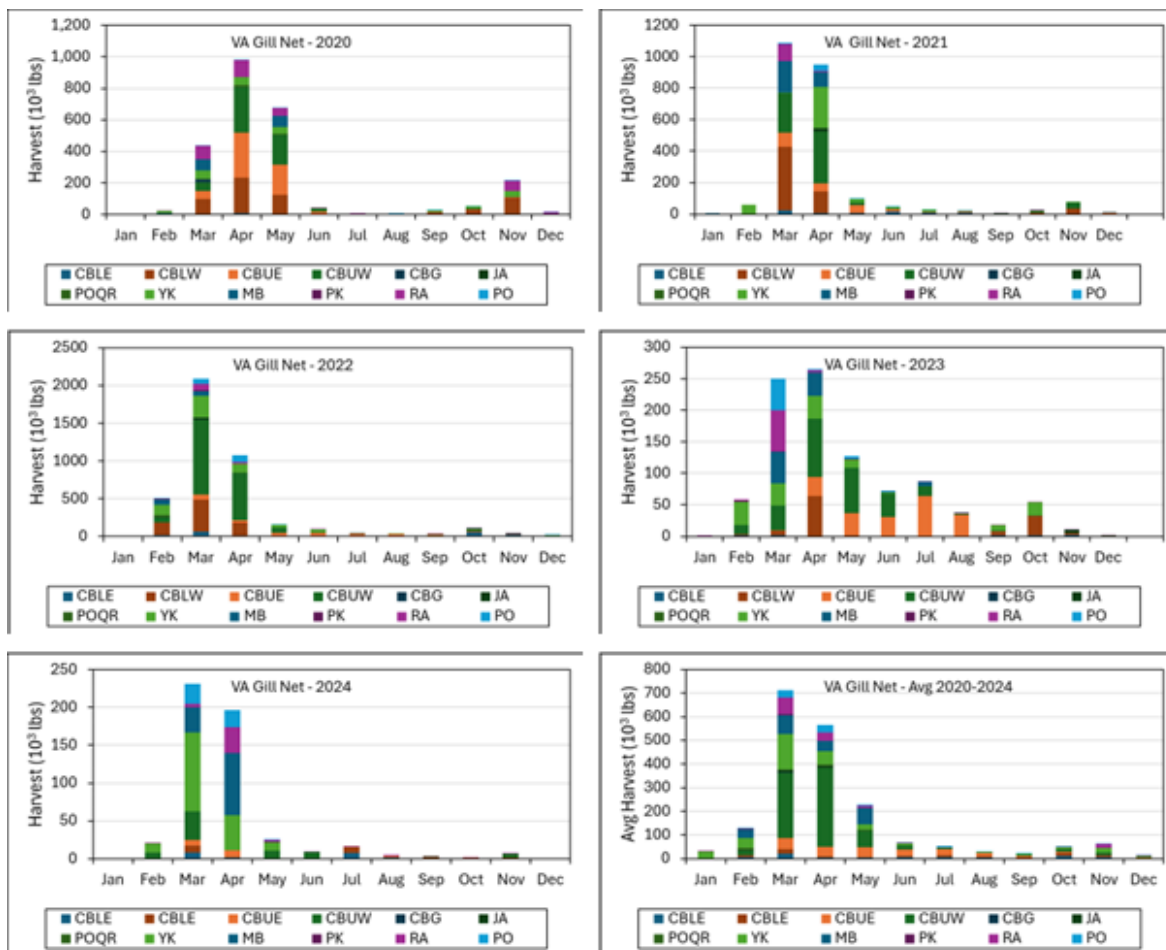 VA Gill Net - 2020
Harvest (10³ lbs)
1,200
1,000
800
600
400
200
0
Jan Feb Mar Apr May Jun Jul Aug Sep Oct Nov Dec
CBLE CBLW CBUE CBUW CBG JA
POQR YK MB PK RA PO
VA Gill Net - 2021
Harvest (10³ lbs)
1200
1000
800
600
400
200
0
Jan Feb Mar Apr May Jun Jul Aug Sep Oct Nov Dec
CBLE CBLW CBUE CBUW CBG JA
POQR YK MB PK RA PO
VA Gill Net - 2022
Harvest (10³ lbs)
2500
2000
1500
1000
500
0
Jan Feb Mar Apr May Jun Jul Aug Sep Oct Nov Dec
CBLE CBLW CBUE CBUW CBG JA
POQR YK MB PK RA PO
VA Gill Net - 2023
Harvest (10³ lbs)
300
250
200
150
100
50
0
Jan Feb Mar Apr May Jun Jul Aug Sep Oct Nov Dec
CBLE CBLW CBUE CBUW CBG JA
POQR YK MB PK RA PO
VA Gill Net - 2024
Harvest (10³ lbs)
250
200
150
100
50
0
Jan Feb Mar Apr May Jun Jul Aug Sep Oct Nov Dec
CBLE CBLE CBUE CBUW CBG JA
POQR YK MB PK RA PO
VA Gill Net - Avg 2020-2024
Avg Harvest (10³ lbs)
800
700
600
500
400
300
200
100
0
Jan Feb Mar Apr May Jun Jul Aug Sep Oct Nov Dec
CBLE CBLE CBUE CBUW CBG JA
POQR YK MB PK RA PO